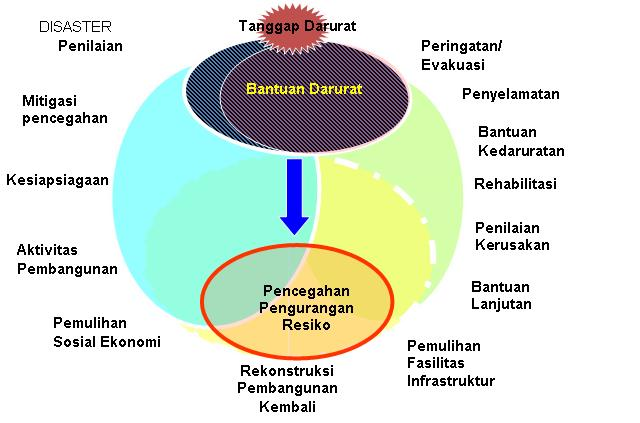 DISASTER
Penilaian
Tanggap Darurat
Peringatan/
Evakuasi
Bantuan Darurat
Penyelamatan
Mitigasi
pencegahan
Bantuan
Kedaruratan
Kesiapsiagaan
Rehabilitasi
Penilaian
Kerusakan
Aktivitas
Pembangunan
Bantuan
Lanjutan
Pencegahan
Pengurangan
Resiko
Pemulihan
Sosial Ekonomi
Pemulihan
Fasilitas
Infrastruktur
Rekonstruksi
Pembangunan
Kembali